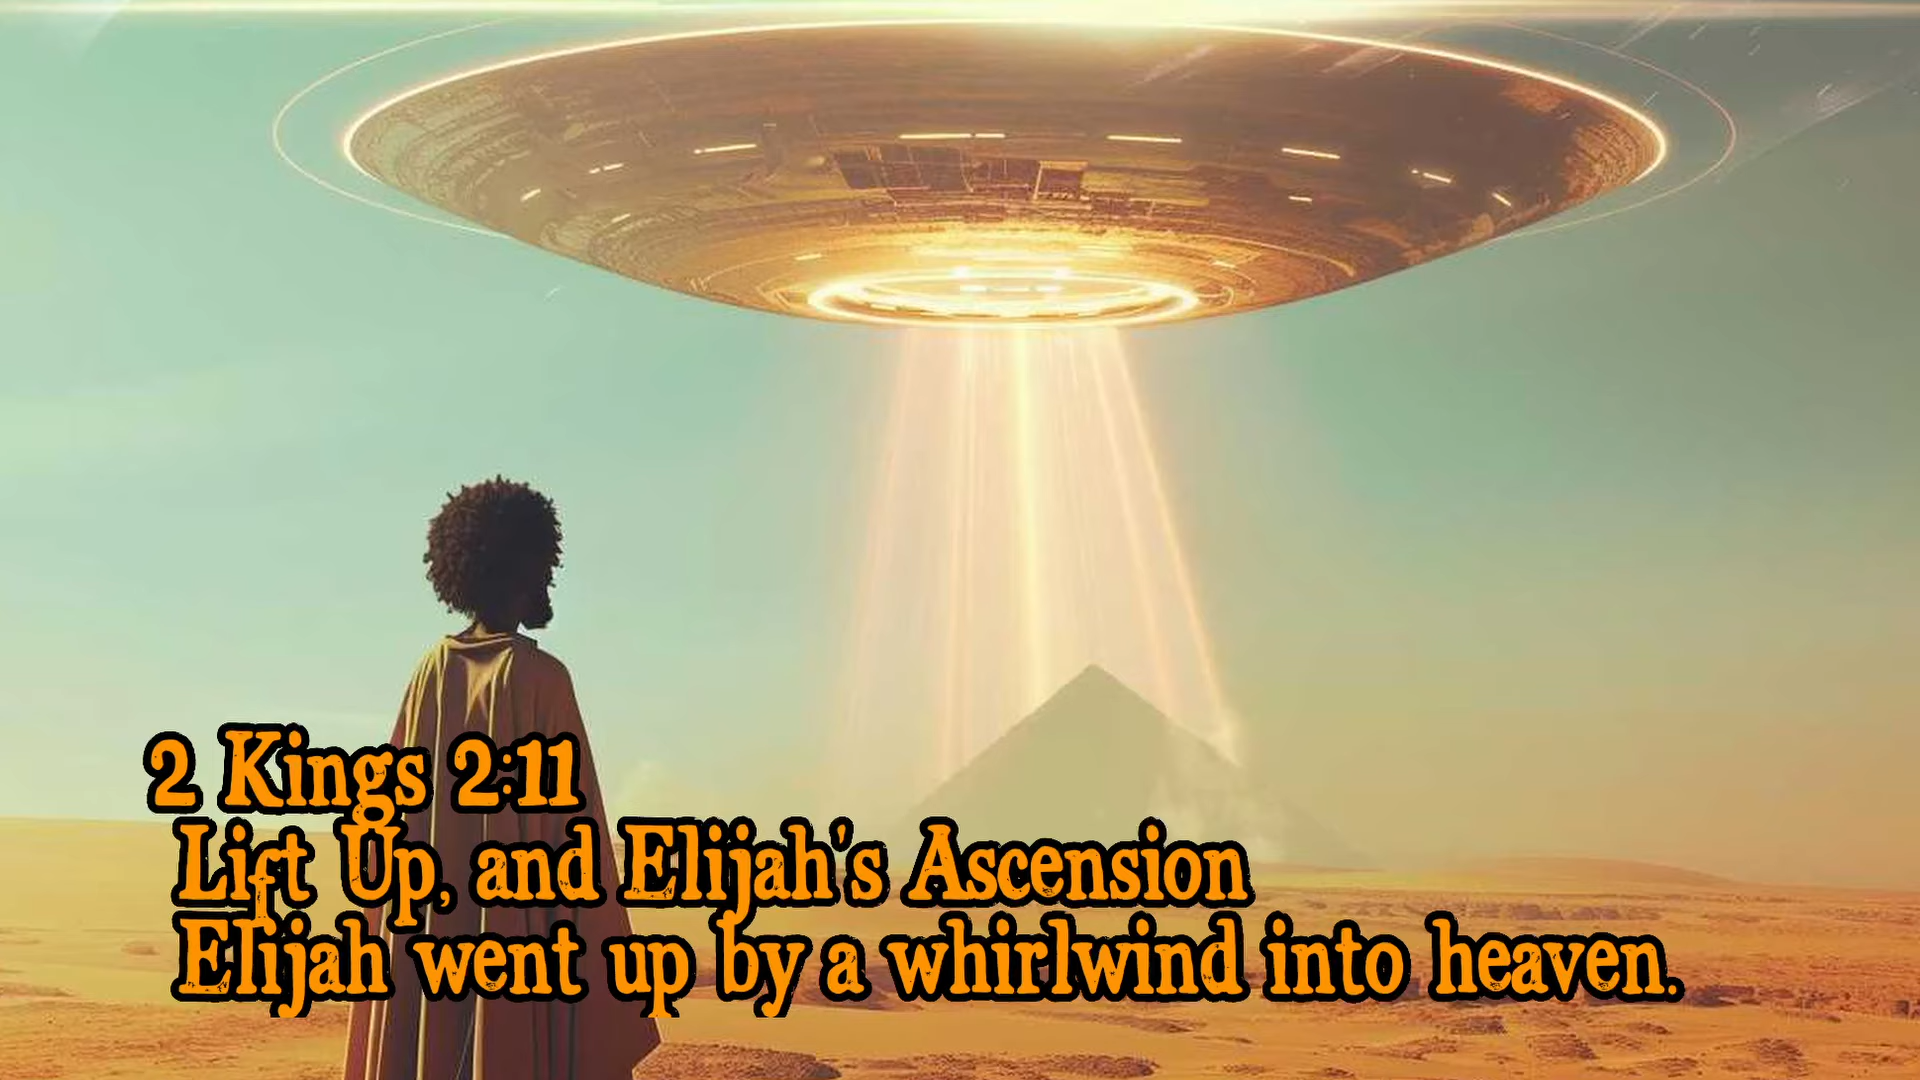 2 Kings 2:11
Lift Up, and Elijah's Ascension
Elijah went up by a whirlwind into heaven.